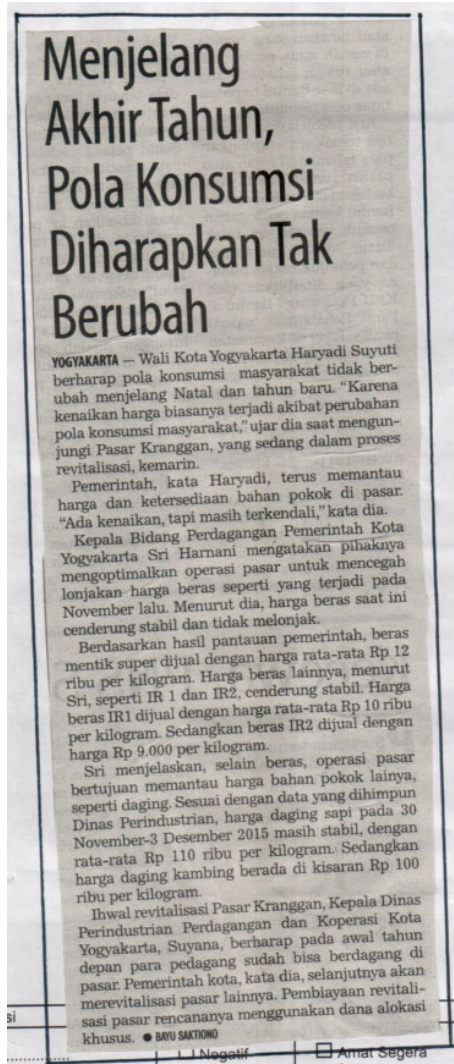 Menjelang
Akhir Tahun,
Pola Konsumsi
Diharapkan Tak
Berubah
YOGYAKARTA — Wali Kota Yogyakarta Haryadi Suyuti
berharap pola konsumsi masyarakat tidak ber-
ubah menjelang Natal dan tahun baru. “Karena
kenaikan harga biasanya terjadi akibat perubahan
pola konsumsi masyarakat,” ujar dia saat mengun-
jungi Pasar Kranggan, yang sedang dalam proses
revitalisasi, kemarin.
Pemerintah, kata Haryadi, terus memantau
harga dan ketersediaan bahan pokok di pasar.
“Ada kenaikan, tapi masih terkendali,” kata dia.
Kepala Bidang Perdagangan Pemerintah Kota
Yogyakarta Sri Harnani mengatakan pihaknya
mengoptimalkan operasi pasar untuk mencegah
lonjakan harga beras seperti yang terjadi pada
November lalu. Menurut dia, harga beras saat ini
cenderung stabil dan tidak melonjak.
Berdasarkan hasil pantauan pemerintah, beras
mentik super dijual dengan harga rata-rata Rp 12
ribu per kilogram. Harga beras lainnya, menurut
Sri, seperti IR 1 dan IR2, cenderung stabil. Harga
beras IR1 dijual dengan harga rata-rata Rp 10 ribu
per kilogram. Sedangkan beras IR2 dijual dengan
harga Rp 9.000 per kilogram.
Sri menjelaskan, selain beras, operasi pasar
bertujuan memantau harga bahan pokok lainya,
seperti daging. Sesuai dengan data yang dihimpun
Dinas Perindustrian, harga daging sapi pada 30
November-3 Desember 2015 masih stabil, dengan
rata-rata Rp 110 ribu per kilogram. Sedangkan
harga daging kambing berada di kisaran Rp 100
ribu per kilogram.
Ihwal revitalisasi Pasar Kranggan, Kepala Dinas
Perindustrian Perdagangan dan Koperasi Kota
Yogyakarta, Suyana, berharap pada awal tahun
depan para pedagang sudah bisa berdagang di
pasar. Pemerintah kota, kata dia, selanjutnya akan
merevitalisasi pasar lainnya. Pembiayaan revitali-
sasi pasar rencananya menggunakan dana alokasi
khusus. ● BAYU SAKTIONO
si
Negatif
Amat Segera